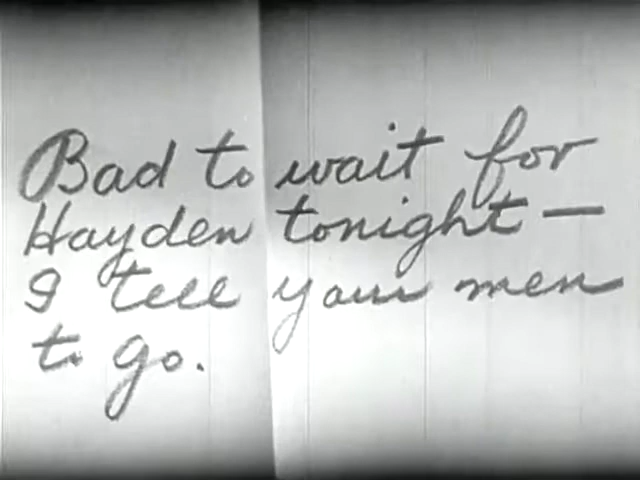 Bad to wait for
Hayden tonight —
I tell your men
to go.